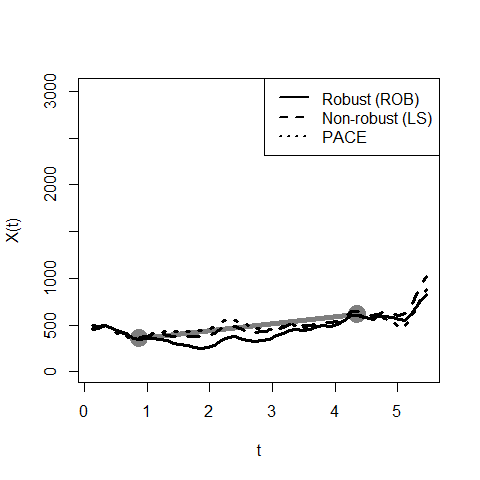 Robust (ROB)
Non-robust (LS)
PACE
X(t)
3000
2000
1000
500
0
0 1 2 3 4 5
t